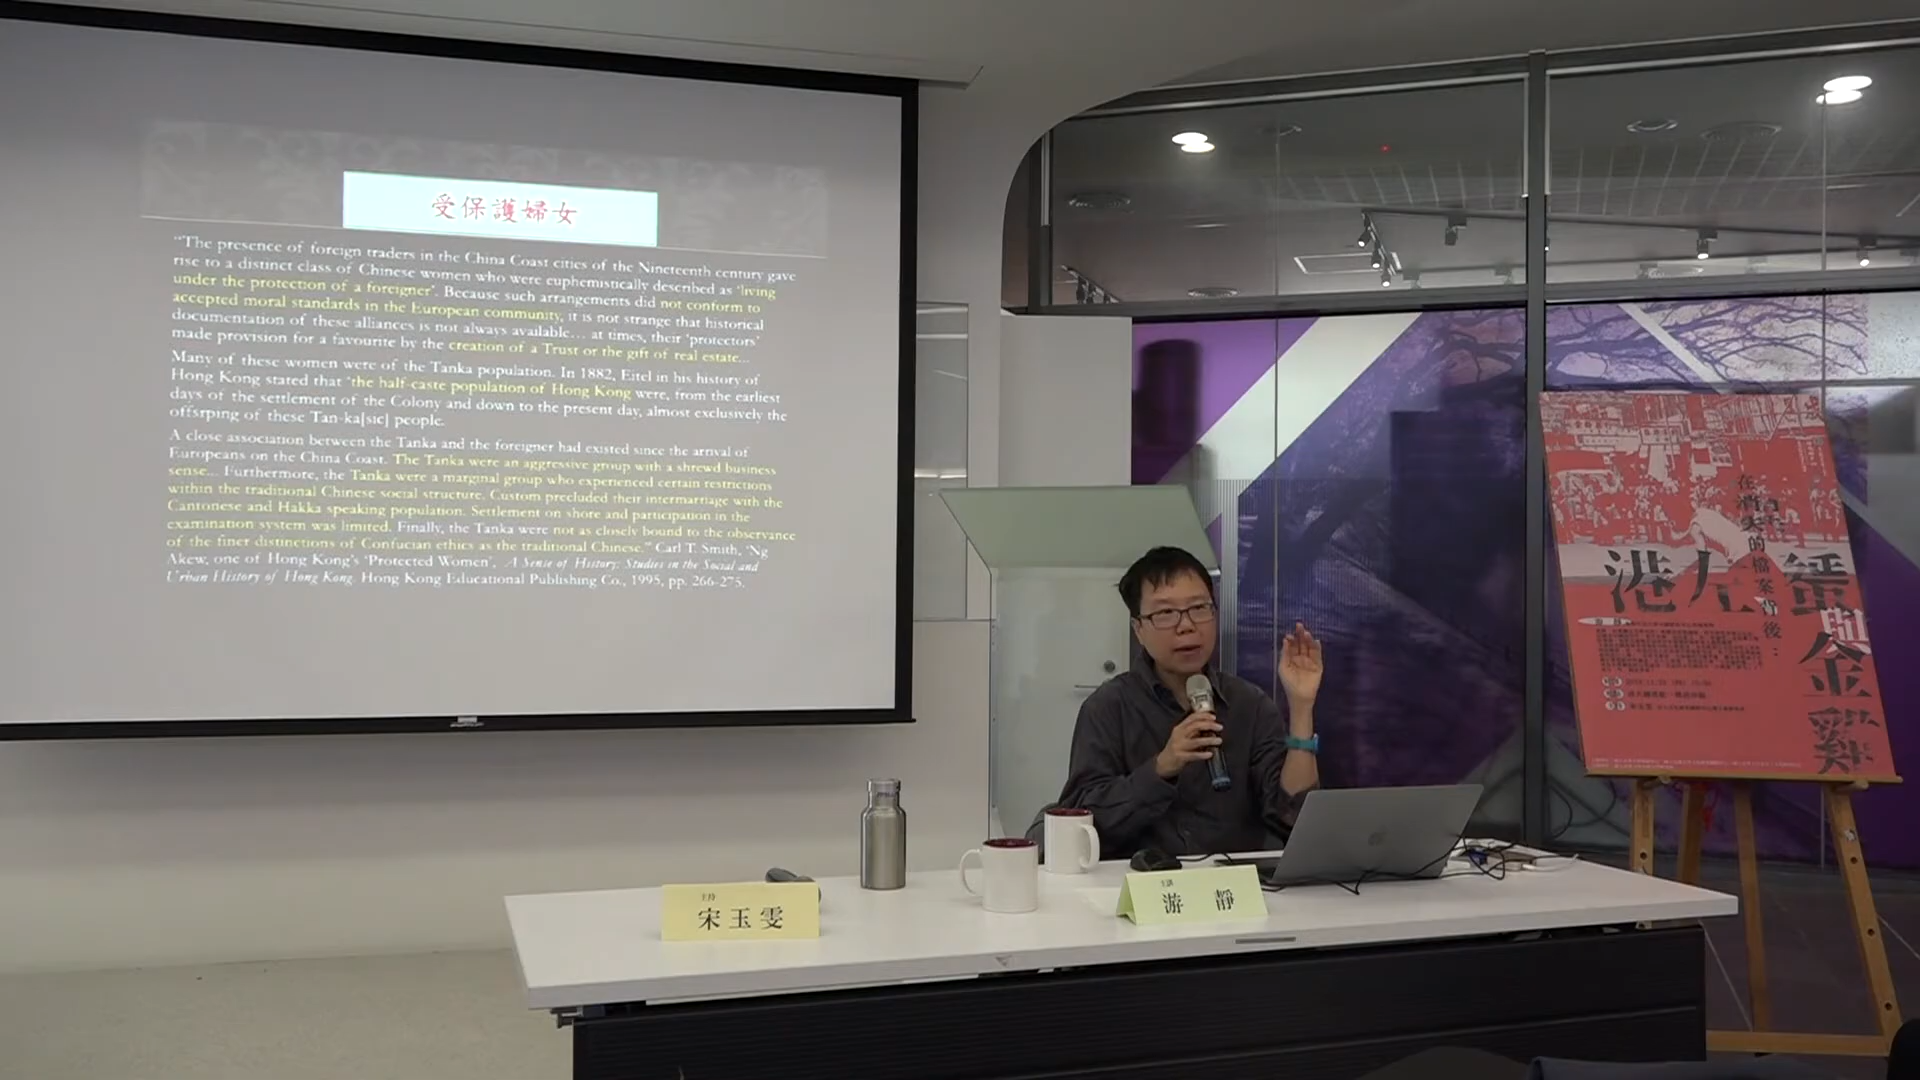 受保護婦女
“The presence of foreign traders in the China Coast cities of the Nineteenth century gave
rise to a distinct class of Chinese women who were euphemistically described as ‘living
under the protection of a foreigner’. Because such arrangements did not conform to
accepted moral standards in the European community, it is not strange that historical
documentation of these alliances is not always available… at times, their ‘protectors’
made provision for a favourite by the creation of a Trust or the gift of real estate...
Many of these women were of the Tanka population. In 1882, Eitel in his history of
Hong Kong stated that ‘the half-caste population of Hong Kong were, from the earliest
days of the settlement of the Colony and down to the present day, almost exclusively the
offsrping of these Tan-ka[sic] people.
A close association between the Tanka and the foreigner had existed since the arrival of
Europeans on the China Coast. The Tanka were an aggressive group with a shrewd business
sense... Furthermore, the Tanka were a marginal group who experienced certain restrictions
within the traditional Chinese social structure. Custom precluded their intermarriage with the
Cantonese and Hakka speaking population. Settlement on shore and participation in the
examination system was limited. Finally, the Tanka were not as closely bound to the observance
of the finer distinctions of Confucian ethics as the traditional Chinese.” Carl T. Smith, ‘Ng
Akew, one of Hong Kong’s ‘Protected Women’, A Sense of History: Studies in the Social and
Urban History of Hong Kong. Hong Kong Educational Publishing Co., 1995, pp. 266-275.
在消失的檔案背後：
港左
蜑與金雞
主持
宋玉雯
主講
游靜